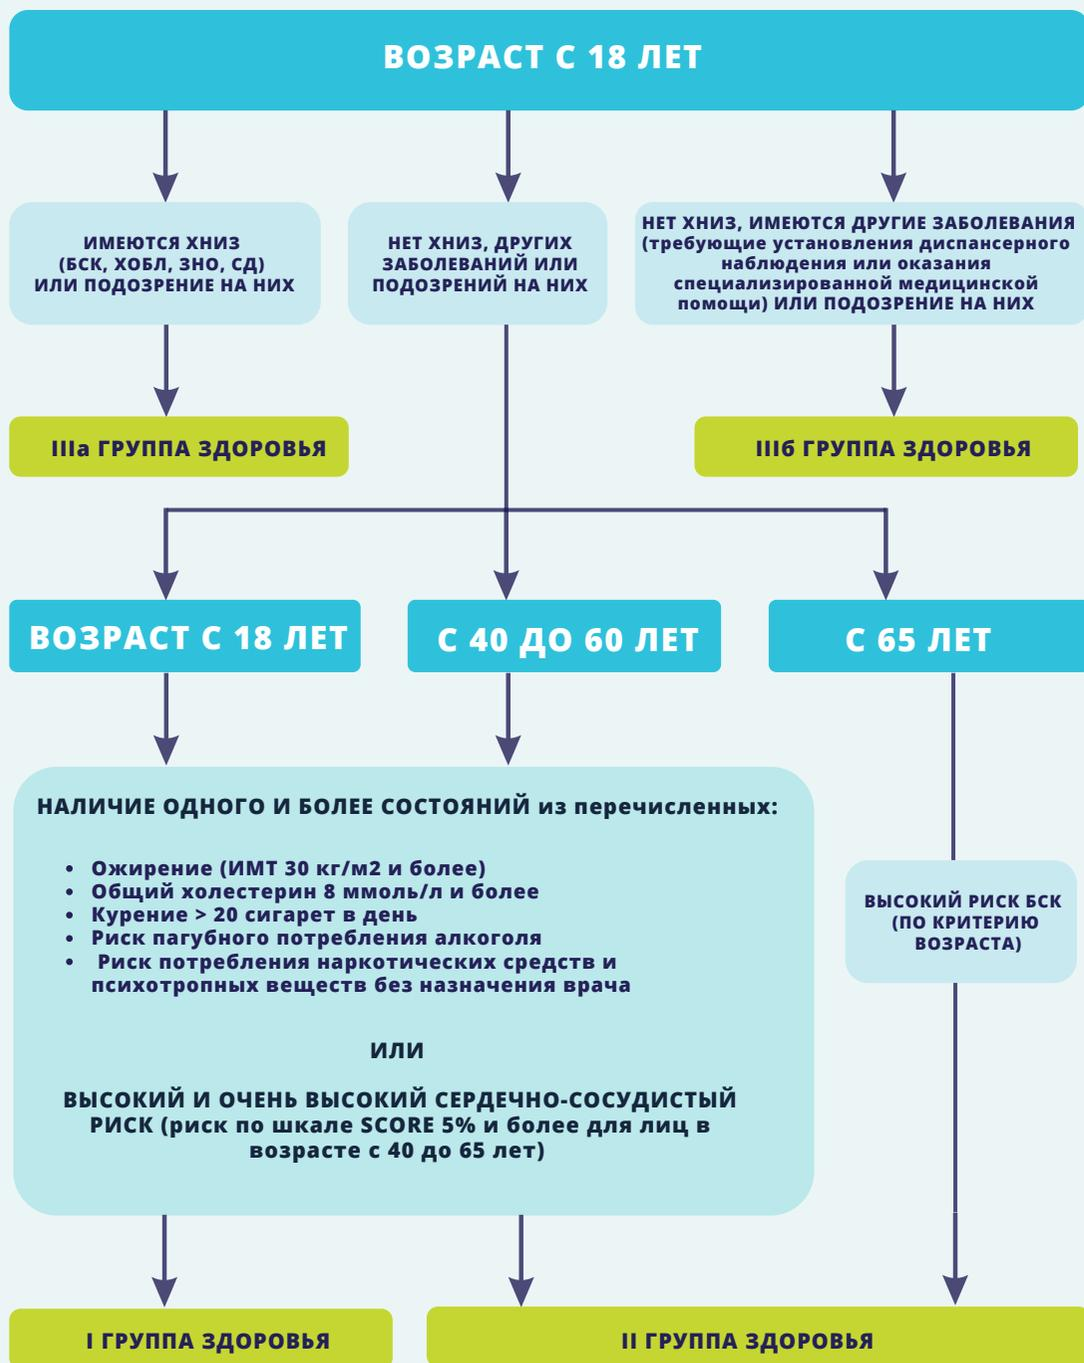 ВОЗРАСТ С 18 ЛЕТ
ИМЕЮТСЯ ХНИЗ
(БСК, ХОБЛ, ЗНО, СД)
ИЛИ ПОДОЗРЕНИЕ НА НИХ
НЕТ ХНИЗ, ДРУГИХ
ЗАБОЛЕВАНИЙ ИЛИ
ПОДОЗРЕНИЙ НА НИХ
НЕТ ХНИЗ, ИМЕЮТСЯ ДРУГИЕ ЗАБОЛЕВАНИЯ
(требующие установления диспансерного
наблюдения или оказания
специализированной медицинской
помощи) ИЛИ ПОДОЗРЕНИЕ НА НИХ
IIIа ГРУППА ЗДОРОВЬЯ
IIIб ГРУППА ЗДОРОВЬЯ
ВОЗРАСТ С 18 ЛЕТ
С 40 ДО 60 ЛЕТ
С 65 ЛЕТ
НАЛИЧИЕ ОДНОГО И БОЛЕЕ СОСТОЯНИЙ из перечисленных:
• Ожирение (ИМТ 30 кг/м2 и более)
• Общий холестерин 8 ммоль/л и более
• Курение > 20 сигарет в день
• Риск пагубного потребления алкоголя
• Риск потребления наркотических средств и
психотропных веществ без назначения врача
ИЛИ
ВЫСОКИЙ И ОЧЕНЬ ВЫСОКИЙ СЕРДЕЧНО-СОСУДИСТЫЙ
РИСК (риск по шкале SCORE 5% и более для лиц в
возрасте с 40 до 65 лет)
ВЫСОКИЙ РИСК БСК
(ПО КРИТЕРИЮ
ВОЗРАСТА)
I ГРУППА ЗДОРОВЬЯ
II ГРУППА ЗДОРОВЬЯ